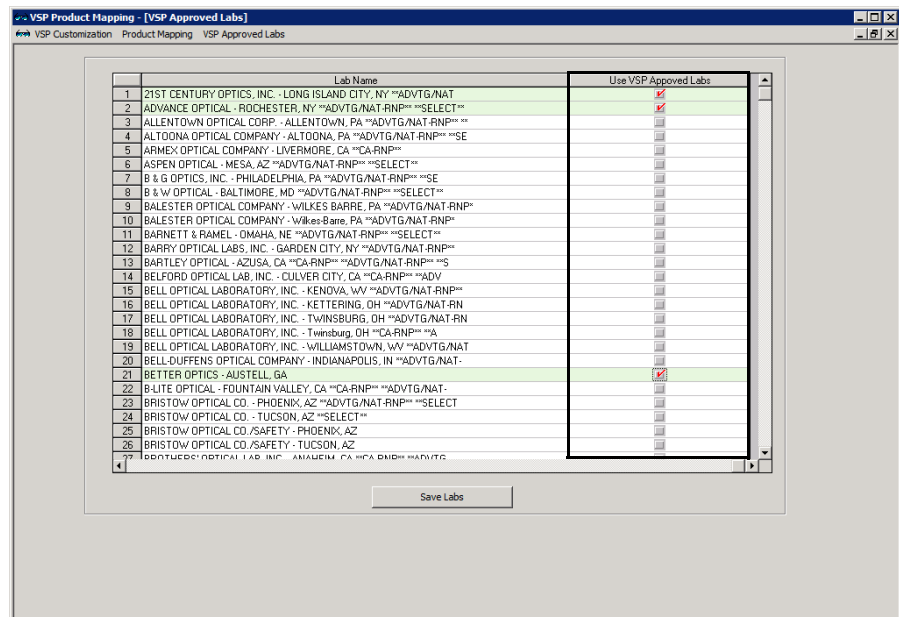 VSP Product Mapping - [VSP Approved Labs]
VSP Customization Product Mapping VSP Approved Labs
Lab Name Use VSP Appoved Labs
1 21ST CENTURY OPTICS, INC. - LONG ISLAND CITY, NY **ADVTG/NAT
2 ADVANCE OPTICAL - ROCHESTER, NY **ADVTG/NAT-RNP** **SELECT**
3 ALLENTOWN OPTICAL CORP. - ALLENTOWN, PA **ADVTG/NAT-RNP** **
4 ALTOONA OPTICAL COMPANY - ALTOONA, PA **ADVTG/NAT-RNP** **SE
5 ARMEX OPTICAL COMPANY - LIVERMORE, CA **CA-RNP**
6 ASPEN OPTICAL - MESA, AZ **ADVTG/NAT-RNP** **SELECT**
7 B & G OPTICS, INC. - PHILADELPHIA, PA **ADVTG/NAT-RNP** **SE
8 B & W OPTICAL - BALTIMORE, MD **ADVTG/NAT-RNP** **SELECT**
9 BALESTER OPTICAL COMPANY - WILKES BARRE, PA **ADVTG/NAT-RNP*
10 BALESTER OPTICAL COMPANY - Wilkes-Barre, PA **ADVTG/NAT-RNP*
11 BARNETT & RAMEL - OMAHA, NE **ADVTG/NAT-RNP** **SELECT**
12 BARRY OPTICAL LABS, INC. - GARDEN CITY, NY **ADVTG/NAT-RNP**
13 BARTLEY OPTICAL - AZUSA, CA **CA-RNP** **ADVTG/NAT-RNP** **S
14 BELFORD OPTICAL LAB, INC. - CULVER CITY, CA **CA-RNP** **ADV
15 BELL OPTICAL LABORATORY, INC. - KENOVA, WV **ADVTG/NAT-RNP**
16 BELL OPTICAL LABORATORY, INC. - KETTERING, OH **ADVTG/NAT-RN
17 BELL OPTICAL LABORATORY, INC. - TWINSBURG, OH **ADVTG/NAT-RN
18 BELL OPTICAL LABORATORY, INC. - Twinsburg, OH **CA-RNP** **A
19 BELL OPTICAL LABORATORY, INC. - WILLIAMSTOWN, WV **ADVTG/NAT
20 BELL-DUFFENS OPTICAL COMPANY - INDIANAPOLIS, IN **ADVTG/NAT-
21 BETTER OPTICS - AUSTELL, GA
22 B-LITE OPTICAL - FOUNTAIN VALLEY, CA **CA-RNP** **ADVTG/NAT-
23 BRISTOW OPTICAL CO. - PHOENIX, AZ **ADVTG/NAT-RNP** **SELECT
24 BRISTOW OPTICAL CO. - TUCSON, AZ **SELECT**
25 BRISTOW OPTICAL CO./SAFETY - PHOENIX, AZ
26 BRISTOW OPTICAL CO./SAFETY - TUCSON, AZ
27 BROTHERS' OPTICAL LAB, INC. - ANAHEIM, CA **CA-RNP** **ADVTG
Save Labs